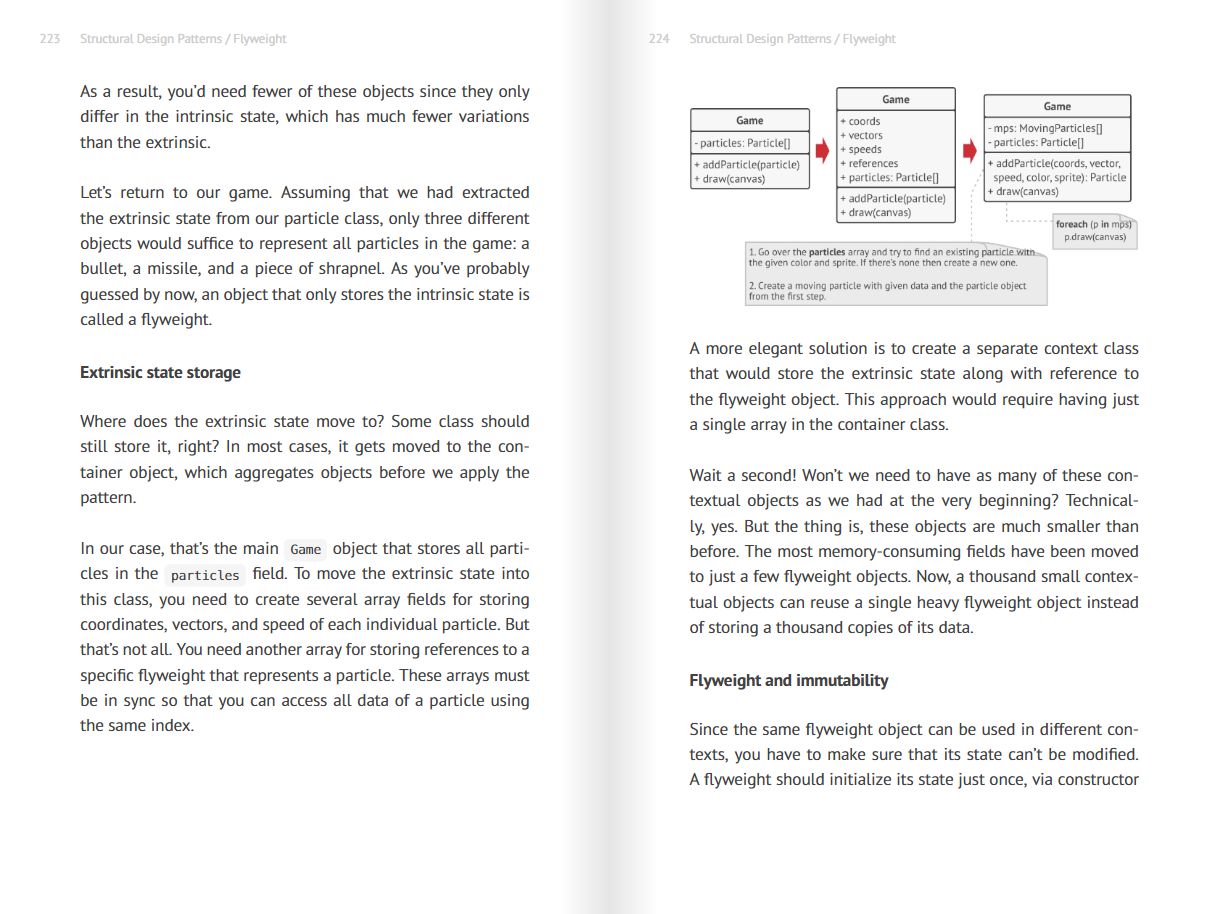 223 Structural Design Patterns / Flyweight
As a result, you’d need fewer of these objects since they only
differ in the intrinsic state, which has much fewer variations
than the extrinsic.
Let’s return to our game. Assuming that we had extracted
the extrinsic state from our particle class, only three different
objects would suffice to represent all particles in the game: a
bullet, a missile, and a piece of shrapnel. As you’ve probably
guessed by now, an object that only stores the intrinsic state is
called a flyweight.
Extrinsic state storage
Where does the extrinsic state move to? Some class should
still store it, right? In most cases, it gets moved to the con-
tainer object, which aggregates objects before we apply the
pattern.
In our case, that’s the main Game object that stores all parti-
cles in the particles field. To move the extrinsic state into
this class, you need to create several array fields for storing
coordinates, vectors, and speed of each individual particle. But
that’s not all. You need another array for storing references to a
specific flyweight that represents a particle. These arrays must
be in sync so that you can access all data of a particle using
the same index.
224 Structural Design Patterns / Flyweight
Game
- particles: Particle[]
+ addParticle(particle)
+ draw(canvas)
Game
+ coords
+ vectors
+ speeds
+ references
+ particles: Particle[]
+ addParticle(particle)
+ draw(canvas)
Game
- mps: MovingParticles[]
- particles: Particle[]
+ addParticle(coords, vector,
speed, color, sprite): Particle
+ draw(canvas)
foreach (p in mps)
p.draw(canvas)
1. Go over the particles array and try to find an existing particle with
the given color and sprite. If there’s none then create a new one.
2. Create a moving particle with given data and the particle object
from the first step.
A more elegant solution is to create a separate context class
that would store the extrinsic state along with reference to
the flyweight object. This approach would require having just
a single array in the container class.
Wait a second! Won’t we need to have as many of these con-
textual objects as we had at the very beginning? Technical-
ly, yes. But the thing is, these objects are much smaller than
before. The most memory-consuming fields have been moved
to just a few flyweight objects. Now, a thousand small contex-
tual objects can reuse a single heavy flyweight object instead
of storing a thousand copies of its data.
Flyweight and immutability
Since the same flyweight object can be used in different con-
texts, you have to make sure that its state can’t be modified.
A flyweight should initialize its state just once, via constructor